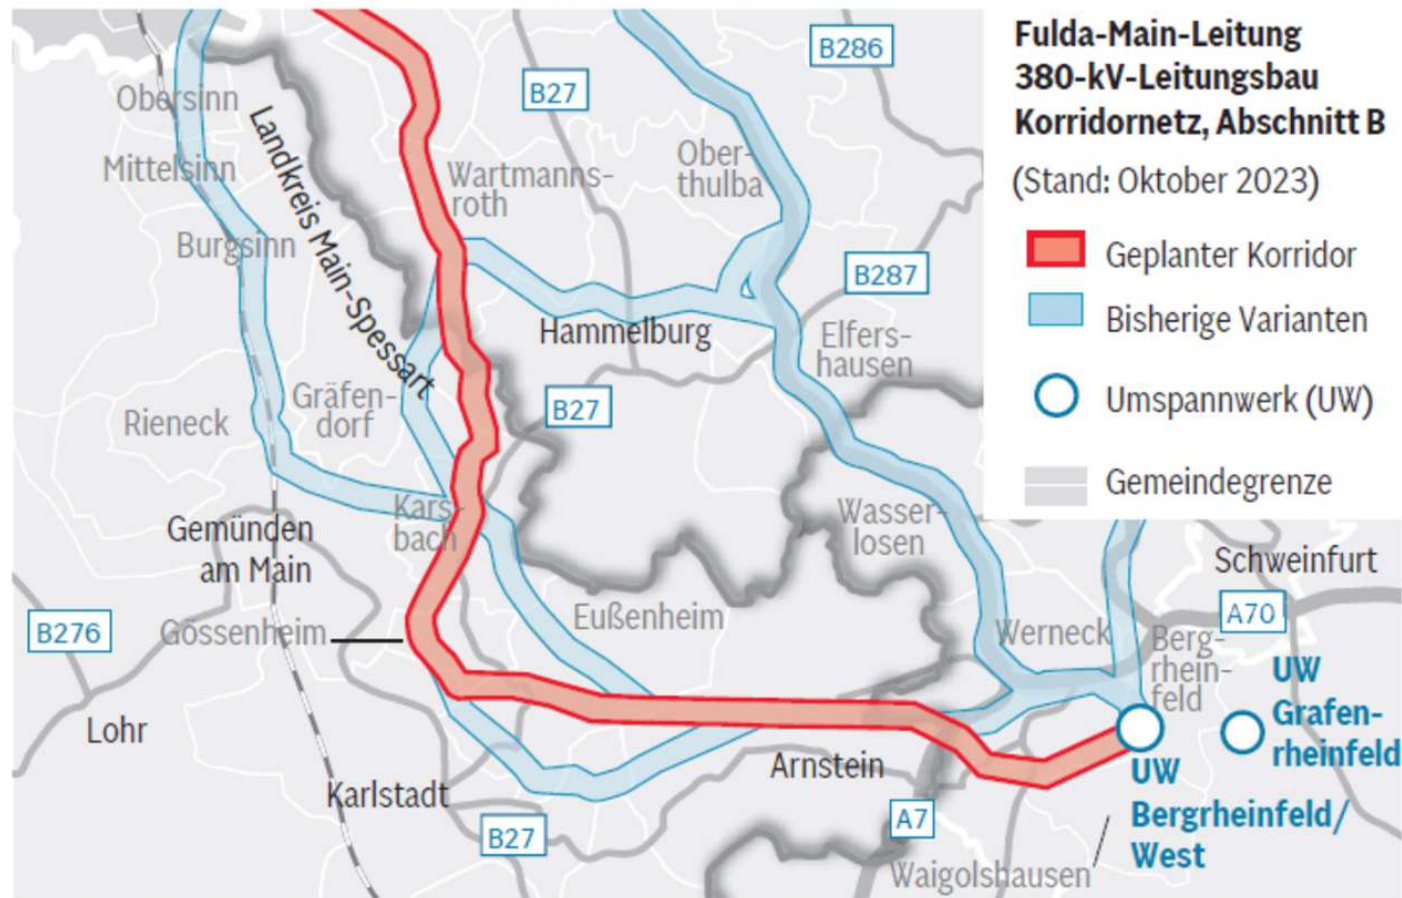 Fulda-Main-Leitung
380-kV-Leitungsbau
Korridornetz, Abschnitt B
(Stand: Oktober 2023)
Geplanter Korridor
Bisherige Varianten
Umspannwerk (UW)
Gemeindegrenze
B286
B27
Obersinn
Landkreis Main-Spessart
Mittelsinn
Ober-
thulba
Wartmanns-
roth
Burgsinn
B287
Hammelburg
Elfers-
hausen
Gräfen-
dorf
B27
Rieneck
Kars-
bach
Wasser-
losen
Gemünden
am Main
Schweinfurt
A70
Eußenheim
B276
Gössenheim
Werneck
Berg-
rhein-
feld
UW
Grafen-
rheinfeld
Lohr
Arnstein
UW
Bergrheinfeld/
West
Karlstadt
A7
B27
Waigolshausen